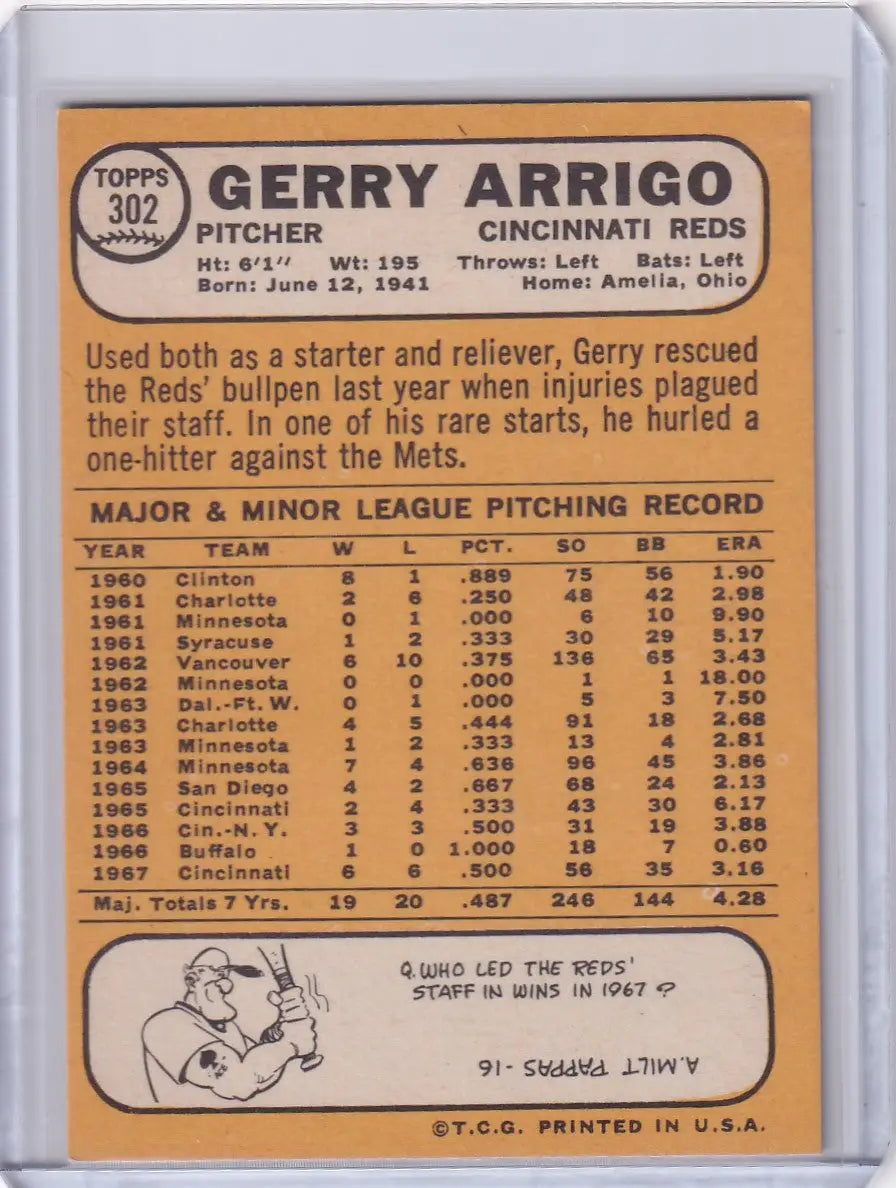 TOPPS
302
GERRY ARRIGO
PITCHER CINCINNATI REDS
Ht: 6'1" Wt: 195 Throws: Left Bats: Left
Born: June 12, 1941 Home: Amelia, Ohio
Used both as a starter and reliever, Gerry rescued
the Reds' bullpen last year when injuries plagued
their staff. In one of his rare starts, he hurled a
one-hitter against the Mets.
MAJOR & MINOR LEAGUE PITCHING RECORD
YEAR TEAM W L PCT. SO BB ERA
1960 Clinton 8 1 .889 75 56 1.90
1961 Charlotte 2 6 .250 48 42 2.98
1961 Minnesota 0 1 .000 6 10 9.90
1961 Syracuse 1 2 .333 30 29 5.17
1962 Vancouver 6 10 .375 136 65 3.43
1962 Minnesota 0 0 .000 1 1 18.00
1963 Dal.-Ft. W. 0 1 .000 5 3 7.50
1963 Charlotte 4 5 .444 91 18 2.68
1963 Minnesota 1 2 .333 13 4 2.81
1964 Minnesota 7 4 .636 96 45 3.86
1965 San Diego 4 2 .667 68 24 2.13
1965 Cincinnati 2 4 .333 43 30 6.17
1966 Cin.-N.Y. 3 3 .500 31 19 3.88
1966 Buffalo 1 0 1.000 18 7 0.60
1967 Cincinnati 6 6 .500 56 35 3.16
Maj. Totals 7 Yrs. 19 20 .487 246 144 4.28
Q. WHO LED THE REDS'
STAFF IN WINS IN 1967?
A. MILT PAPPAS -16
ACE
©T.C.G. PRINTED IN U.S.A.